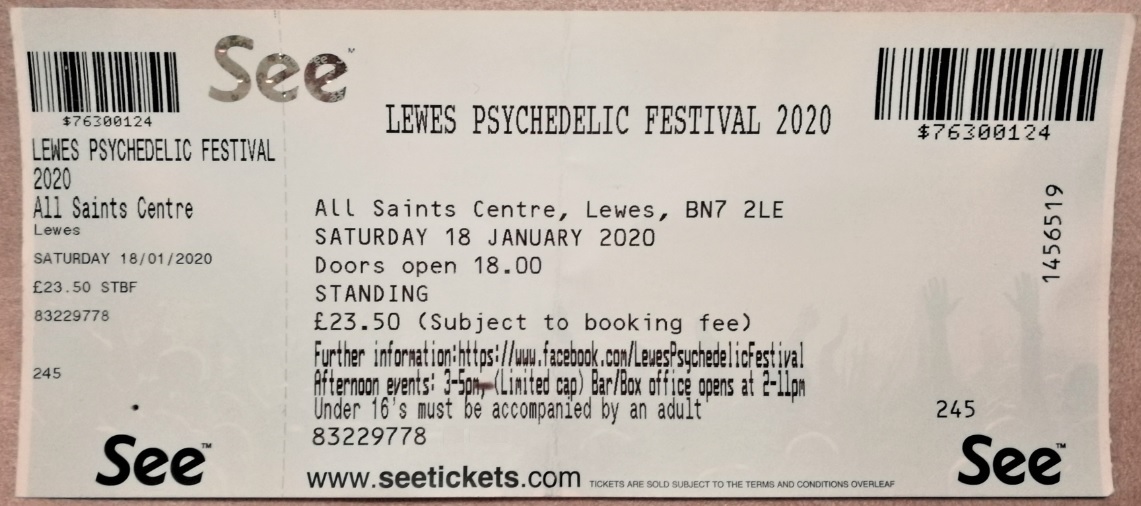 $76300124
LEWES PSYCHEDELIC FESTIVAL
2020
All Saints Centre
Lewes
SATURDAY 18/01/2020
£23.50 STBF
83229778
245
See™
See™
LEWES PSYCHEDELIC FESTIVAL 2020
All Saints Centre, Lewes, BN7 2LE
SATURDAY 18 JANUARY 2020
Doors open 18.00
STANDING
£23.50 (Subject to booking fee)
Further information:https://www.facebook.com/LewesPsychedelicFestival
Afternoon events: 3-5pm, (Limited cap) Bar/Box office opens at 2-11pm
Under 16's must be accompanied by an adult
83229778
www.seetickets.com TICKETS ARE SOLD SUBJECT TO THE TERMS AND CONDITIONS OVERLEAF
$76300124
1456519
245
See™